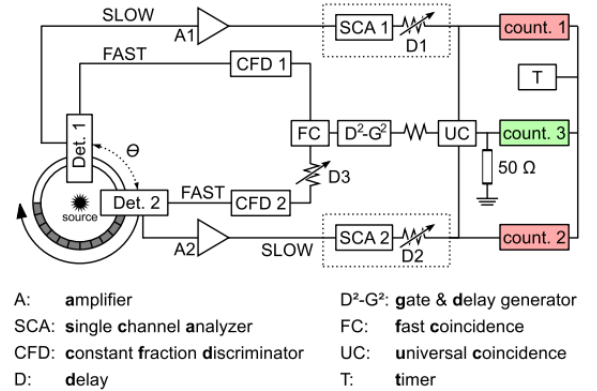 SLOW
A1
SCA 1
D1
count. 1
FAST
CFD 1
T
Det. 1
Θ
FC
D²-G²
UC
count. 3
D3
50 Ω
source
Det. 2
FAST
CFD 2
A2
SLOW
SCA 2
D2
count. 2
A: amplifier
SCA: single channel analyzer
CFD: constant fraction discriminator
D: delay
D²-G²: gate & delay generator
FC: fast coincidence
UC: universal coincidence
T: timer